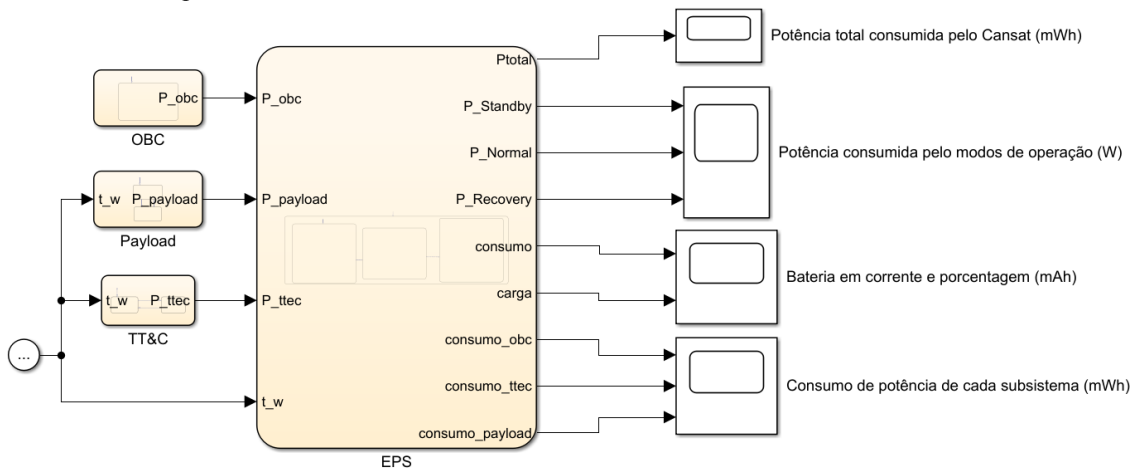 Ptotal
Potência total consumida pelo Cansat (mWh)
P_obc
P_obc
OBC
P_Standby
P_Normal
Potência consumida pelo modos de operação (W)
P_Recovery
t_w
P_payload
P_payload
Payload
consumo
Bateria em corrente e porcentagem (mAh)
carga
t_w
P_ttec
P_ttec
TT&C
...
consumo_obc
consumo_ttec
Consumo de potência de cada subsistema (mWh)
t_w
consumo_payload
EPS